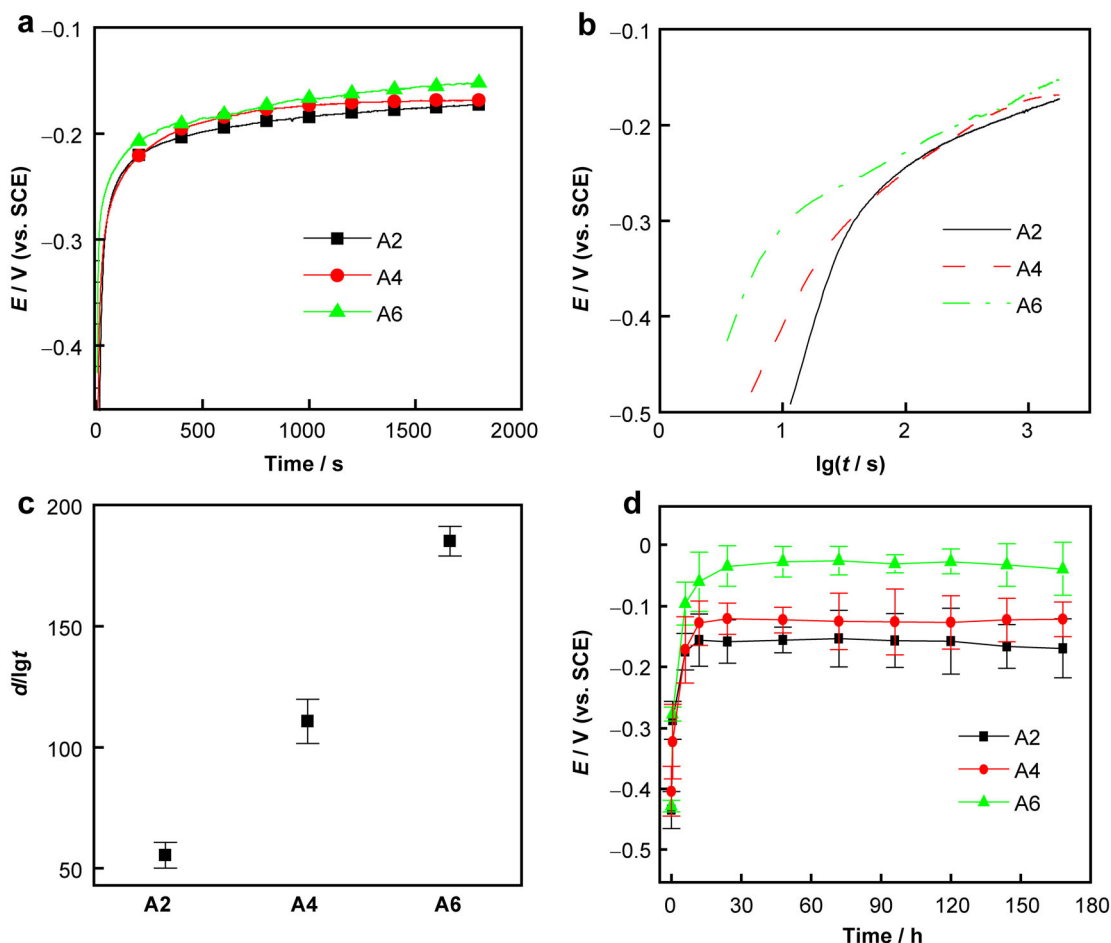 a
E / V (vs. SCE)
−0.1
−0.2
−0.3
−0.4
0 500 1000 1500 2000
Time / s
A2
A4
A6
b
E / V (vs. SCE)
−0.1
−0.2
−0.3
−0.4
−0.5
0 1 2 3
lg(t / s)
A2
A4
A6
c
d/lgt
200
150
100
50
A2 A4 A6
d
E / V (vs. SCE)
0
−0.1
−0.2
−0.3
−0.4
−0.5
0 30 60 90 120 150 180
Time / h
A2
A4
A6